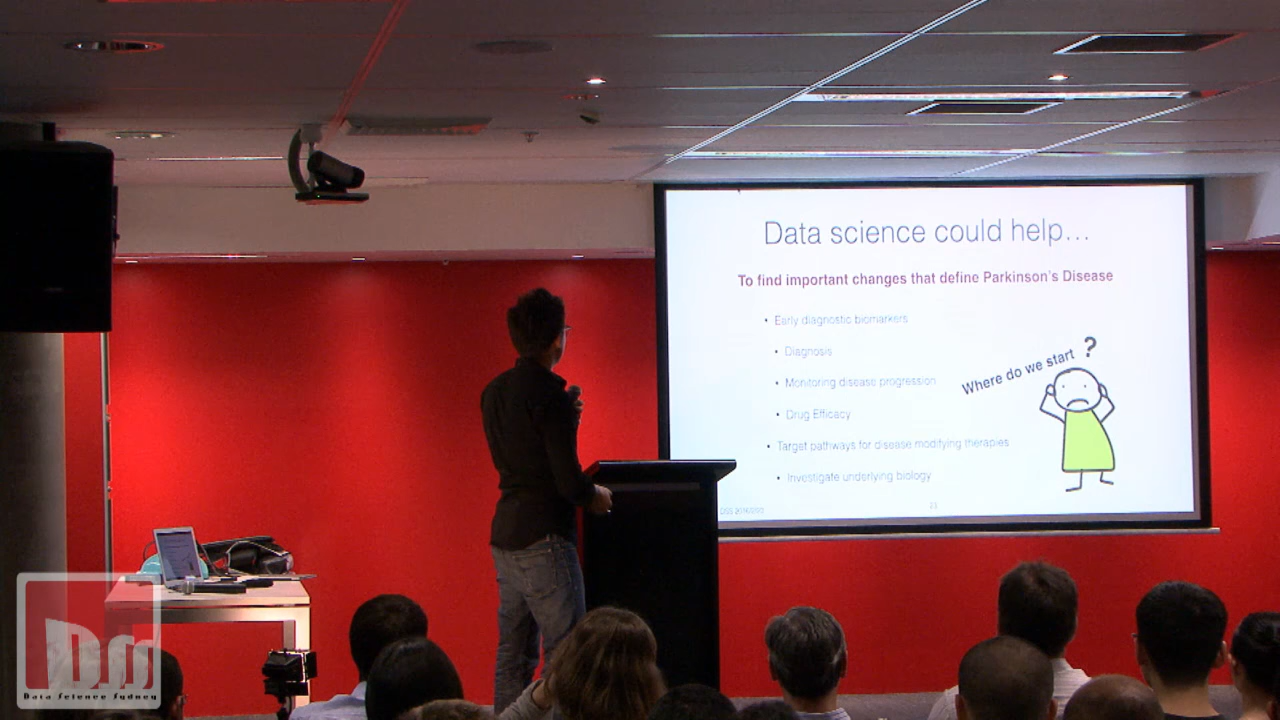 Data science could help...
To find important changes that define Parkinson's Disease
• Early diagnostic biomarkers
• Diagnosis
• Monitoring disease progression
• Drug Efficacy
• Target pathways for disease modifying therapies
• Investigate underlying biology
Where do we start ?
23
Data Science Sydney